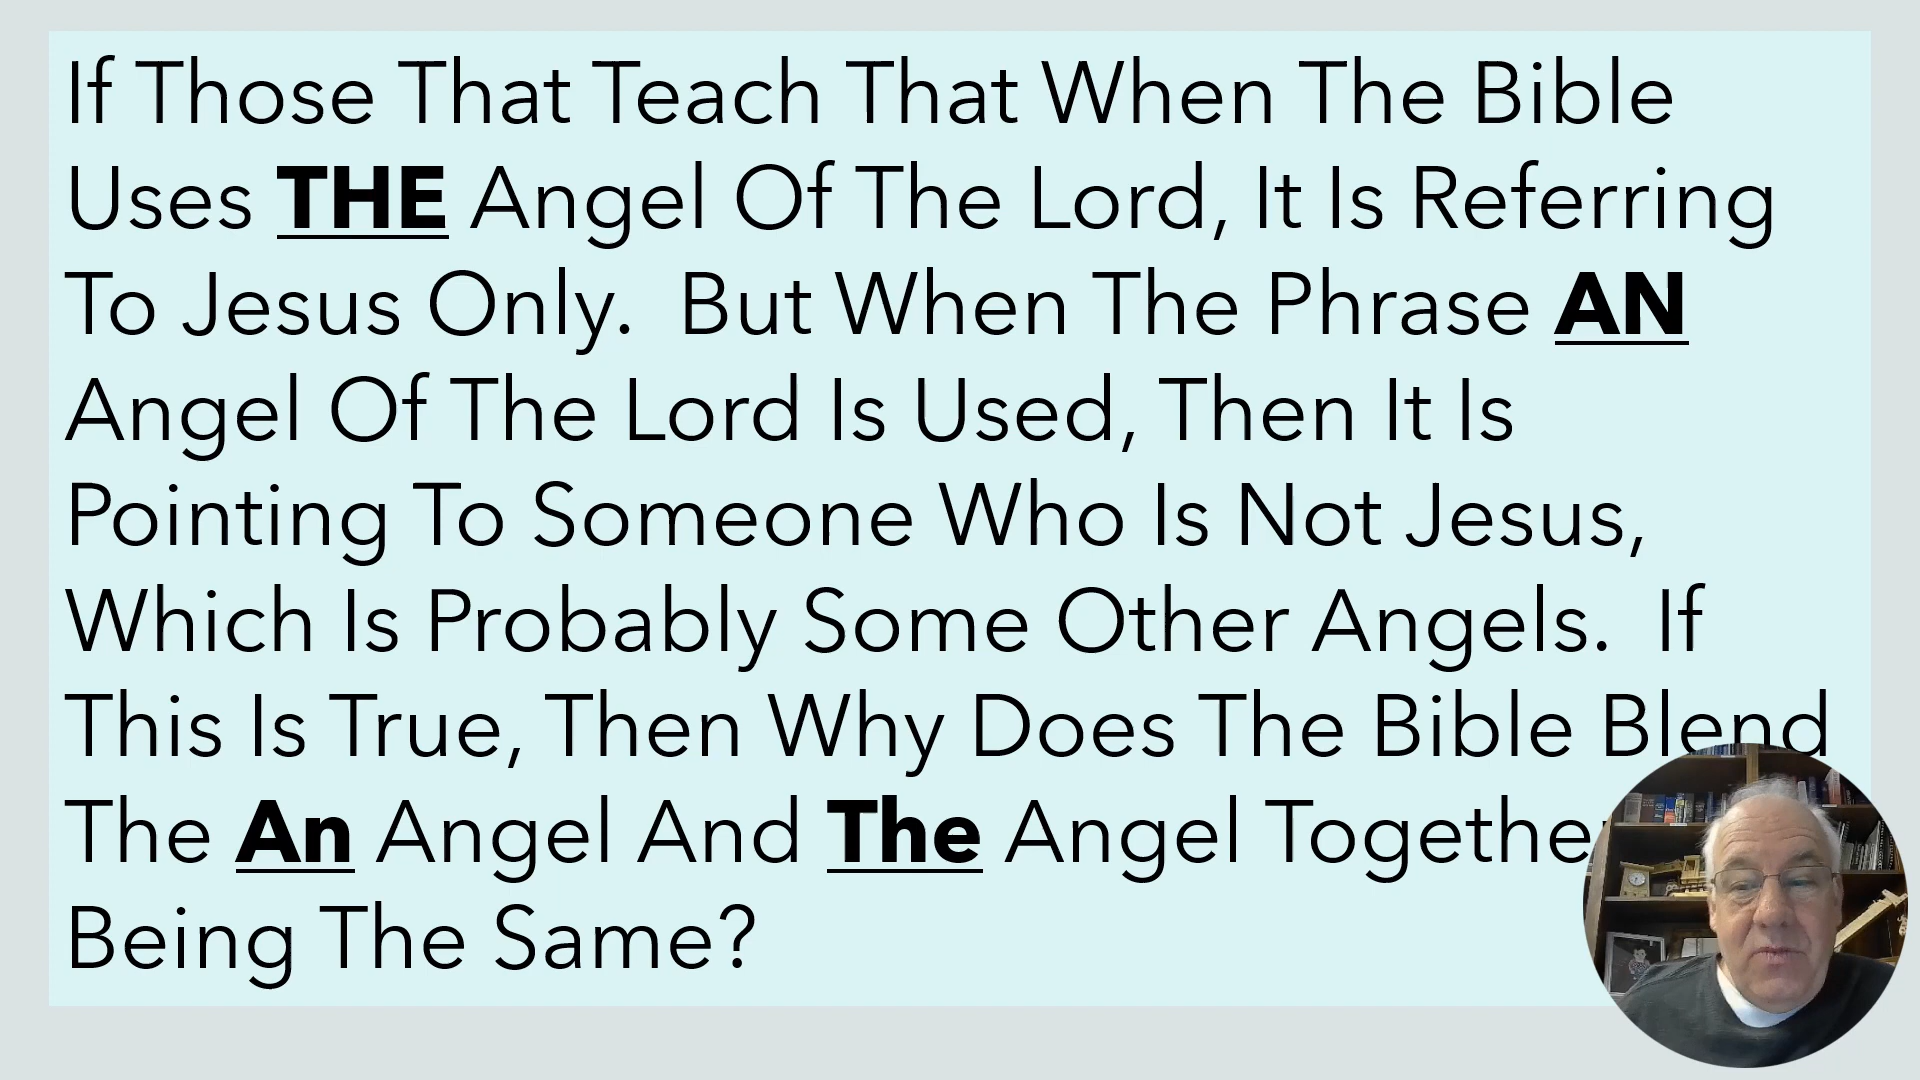 If Those That Teach That When The Bible
Uses THE Angel Of The Lord, It Is Referring
To Jesus Only.  But When The Phrase AN
Angel Of The Lord Is Used, Then It Is
Pointing To Someone Who Is Not Jesus,
Which Is Probably Some Other Angels.  If
This Is True, Then Why Does The Bible Blend
The An Angel And The Angel
Being The Same?